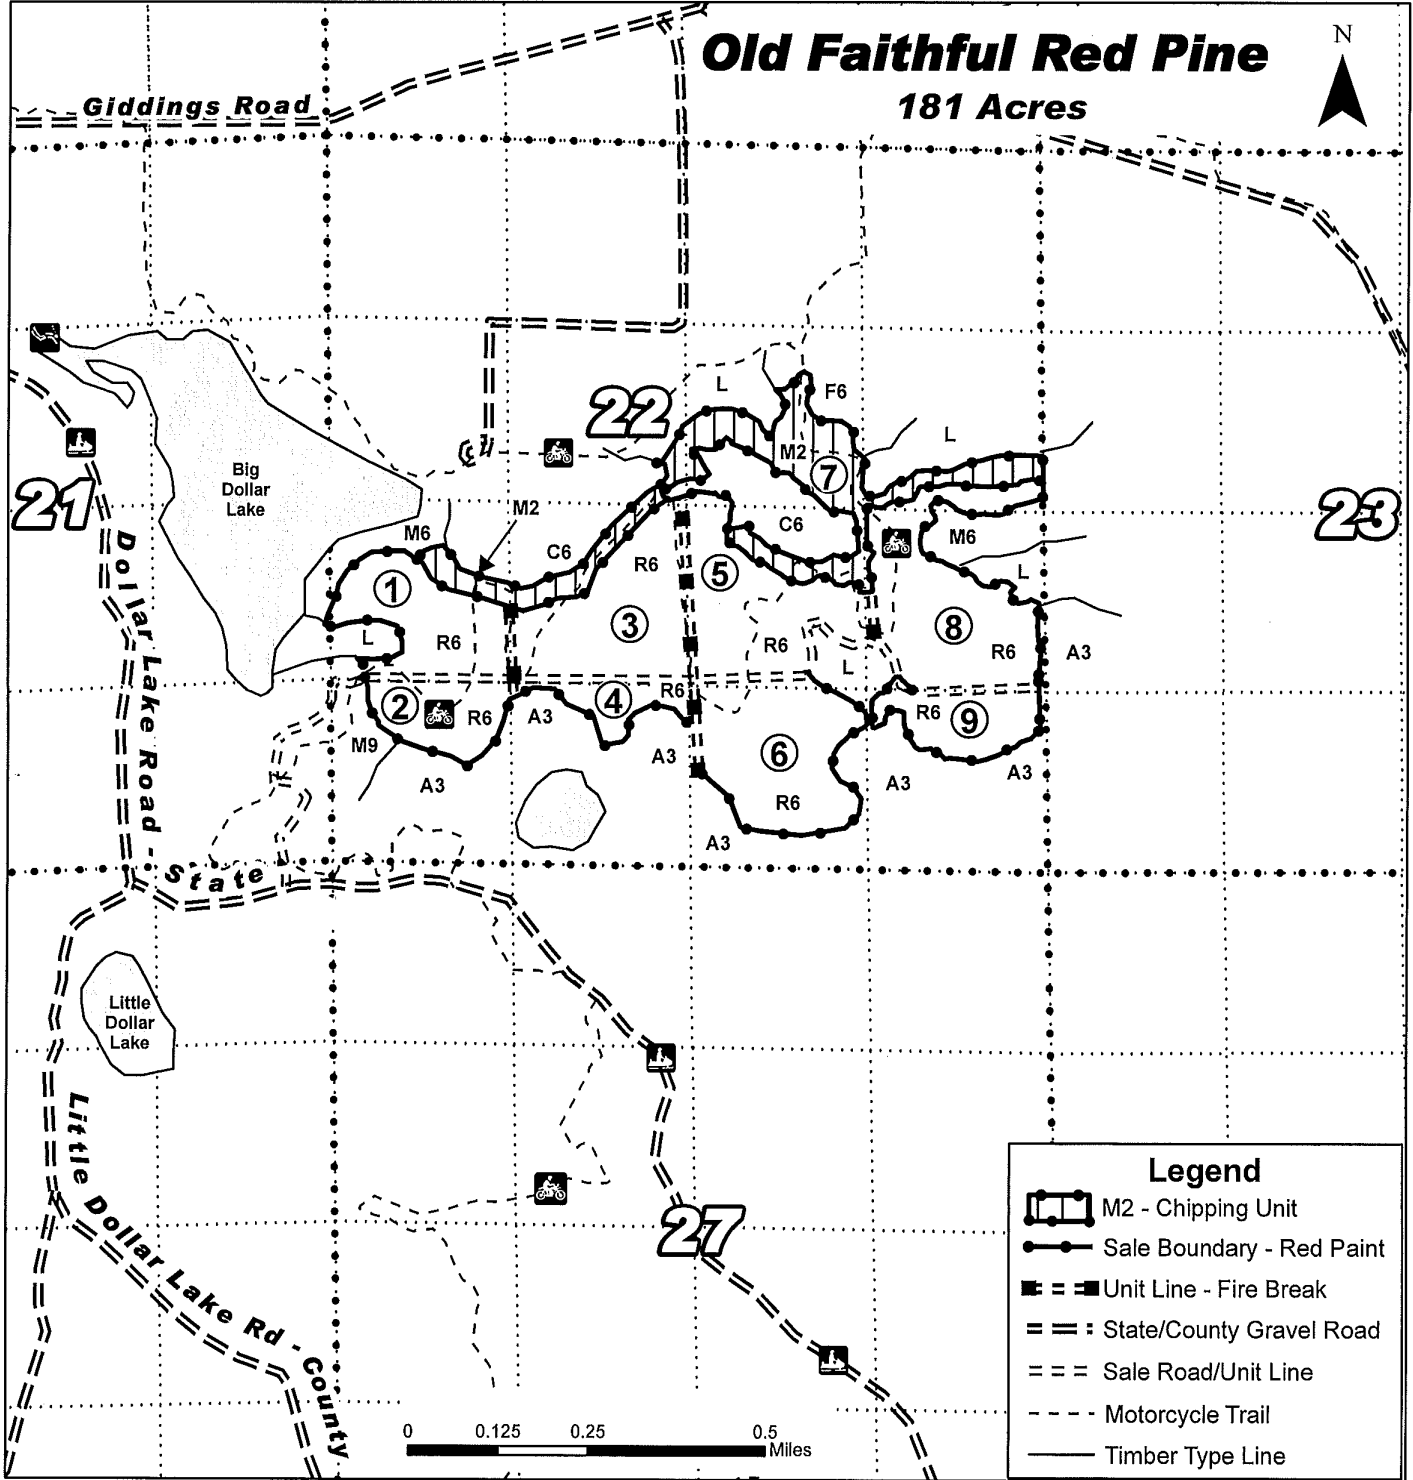 Old Faithful Red Pine
181 Acres
N
Giddings Road
22
L
F6
L
M2
7
21
Big
Dollar
Lake
M2
C6
23
M6
C6
M6
1
R6
5
L
3
8
L
R6
R6
L
R6
A3
2
R6
A3
4
R6
R6
9
M9
A3
6
A3
A3
A3
R6
A3
Dollar Lake Road - State
Little
Dollar
Lake
Little Dollar Lake Rd - County
27
Legend
M2 - Chipping Unit
Sale Boundary - Red Paint
Unit Line - Fire Break
State/County Gravel Road
Sale Road/Unit Line
Motorcycle Trail
Timber Type Line
0 0.125 0.25 0.5
Miles